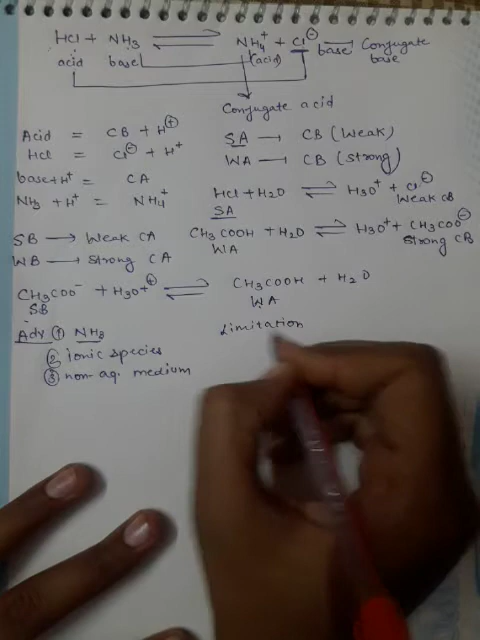 HCl + NH₃ ⇌ NH₄⁺ + Cl⊖ base → Conjugate base
acid base (acid)
Conjugate acid
Acid = CB + H⊕
HCl = Cl⊖ + H⁺
base + H⁺ = CA
NH₃ + H⁺ = NH₄⁺
SB → Weak CA
WB → Strong CA
SA → CB (Weak)
WA → CB (Strong)
HCl + H₂O ⇌ H₃O⁺ + Cl⊖
SA Weak CB
CH₃COOH + H₂O ⇌ H₃O⁺ + CH₃COO⊖
WA Strong CB
CH₃COO⁻ + H₃O⊕ ⇌ CH₃COOH + H₂O
SB WA
Adv ① NH₃
② ionic species
③ non-aq. medium
Limitation